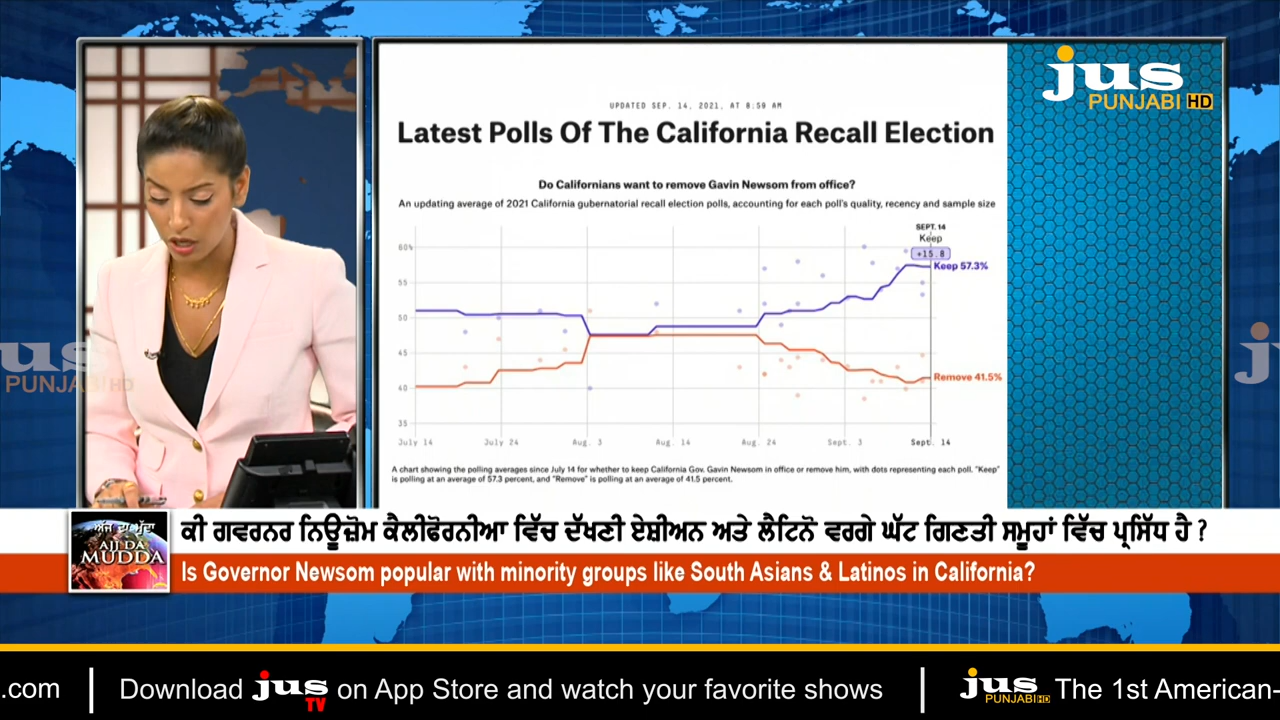 jus
PUNJABI HD
UPDATED SEP. 14, 2021, AT 8:59 AM
Latest Polls Of The California Recall Election
Do Californians want to remove Gavin Newsom from office?
An updating average of 2021 California gubernatorial recall election polls, accounting for each poll's quality, recency and sample size
SEPT. 14
Keep
+15.8
60%
Keep 57.3%
55
50
45
Remove 41.5%
40
35
July 14
July 24
Aug. 3
Aug. 14
Aug. 24
Sept. 3
Sept. 14
A chart showing the polling averages since July 14 for whether to keep California Gov. Gavin Newsom in office or remove him, with dots representing each poll. "Keep"
is polling at an average of 57.3 percent, and "Remove" is polling at an average of 41.5 percent.
us
PUNJABI HD
j
ਅੱਜ ਦਾ ਮੁੱਦਾ
AJJ DA
MUDDA
ਕੀ ਗਵਰਨਰ ਨਿਊਜ਼ੋਮ ਕੈਲੀਫੋਰਨੀਆ ਵਿੱਚ ਦੱਖਣੀ ਏਸ਼ੀਅਨ ਅਤੇ ਲੈਟਿਨੋ ਵਰਗੇ ਘੱਟ ਗਿਣਤੀ ਸਮੂਹਾਂ ਵਿੱਚ ਪ੍ਰਸਿੱਧ ਹੈ ?
Is Governor Newsom popular with minority groups like South Asians & Latinos in California?
s.com | Download jus TV on App Store and watch your favorite shows | jus PUNJABI HD The 1st American-